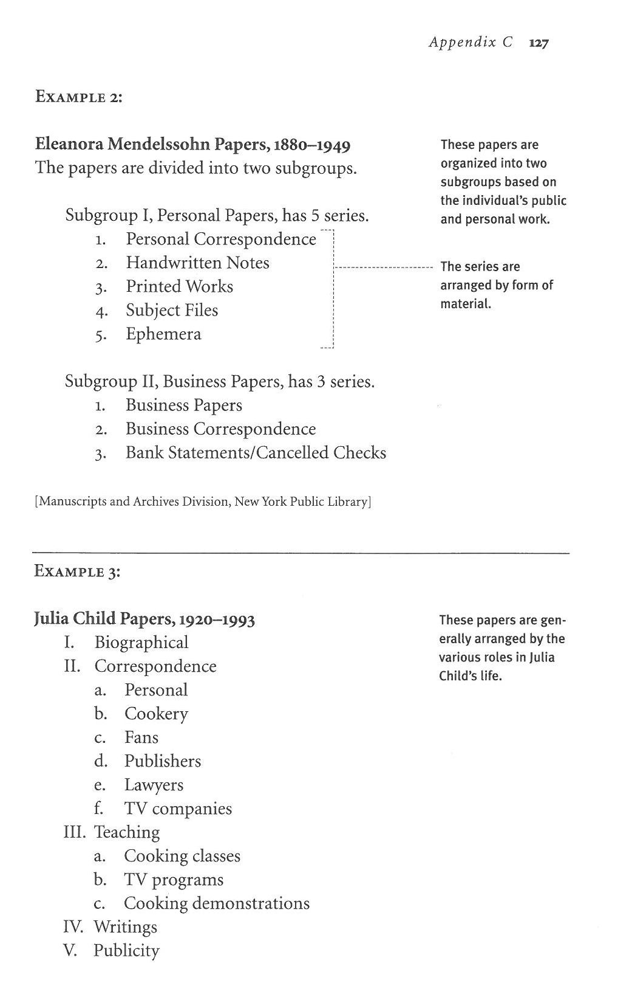 Appendix C 127
EXAMPLE 2:
Eleanora Mendelssohn Papers, 1880–1949
The papers are divided into two subgroups.
These papers are
organized into two
subgroups based on
the individual's public
and personal work.
Subgroup I, Personal Papers, has 5 series.
1. Personal Correspondence
2. Handwritten Notes
3. Printed Works
4. Subject Files
5. Ephemera
The series are
arranged by form of
material.
Subgroup II, Business Papers, has 3 series.
1. Business Papers
2. Business Correspondence
3. Bank Statements/Cancelled Checks
[Manuscripts and Archives Division, New York Public Library]
EXAMPLE 3:
Julia Child Papers, 1920–1993
These papers are gen-
erally arranged by the
various roles in Julia
Child's life.
I. Biographical
II. Correspondence
a. Personal
b. Cookery
c. Fans
d. Publishers
e. Lawyers
f. TV companies
III. Teaching
a. Cooking classes
b. TV programs
c. Cooking demonstrations
IV. Writings
V. Publicity